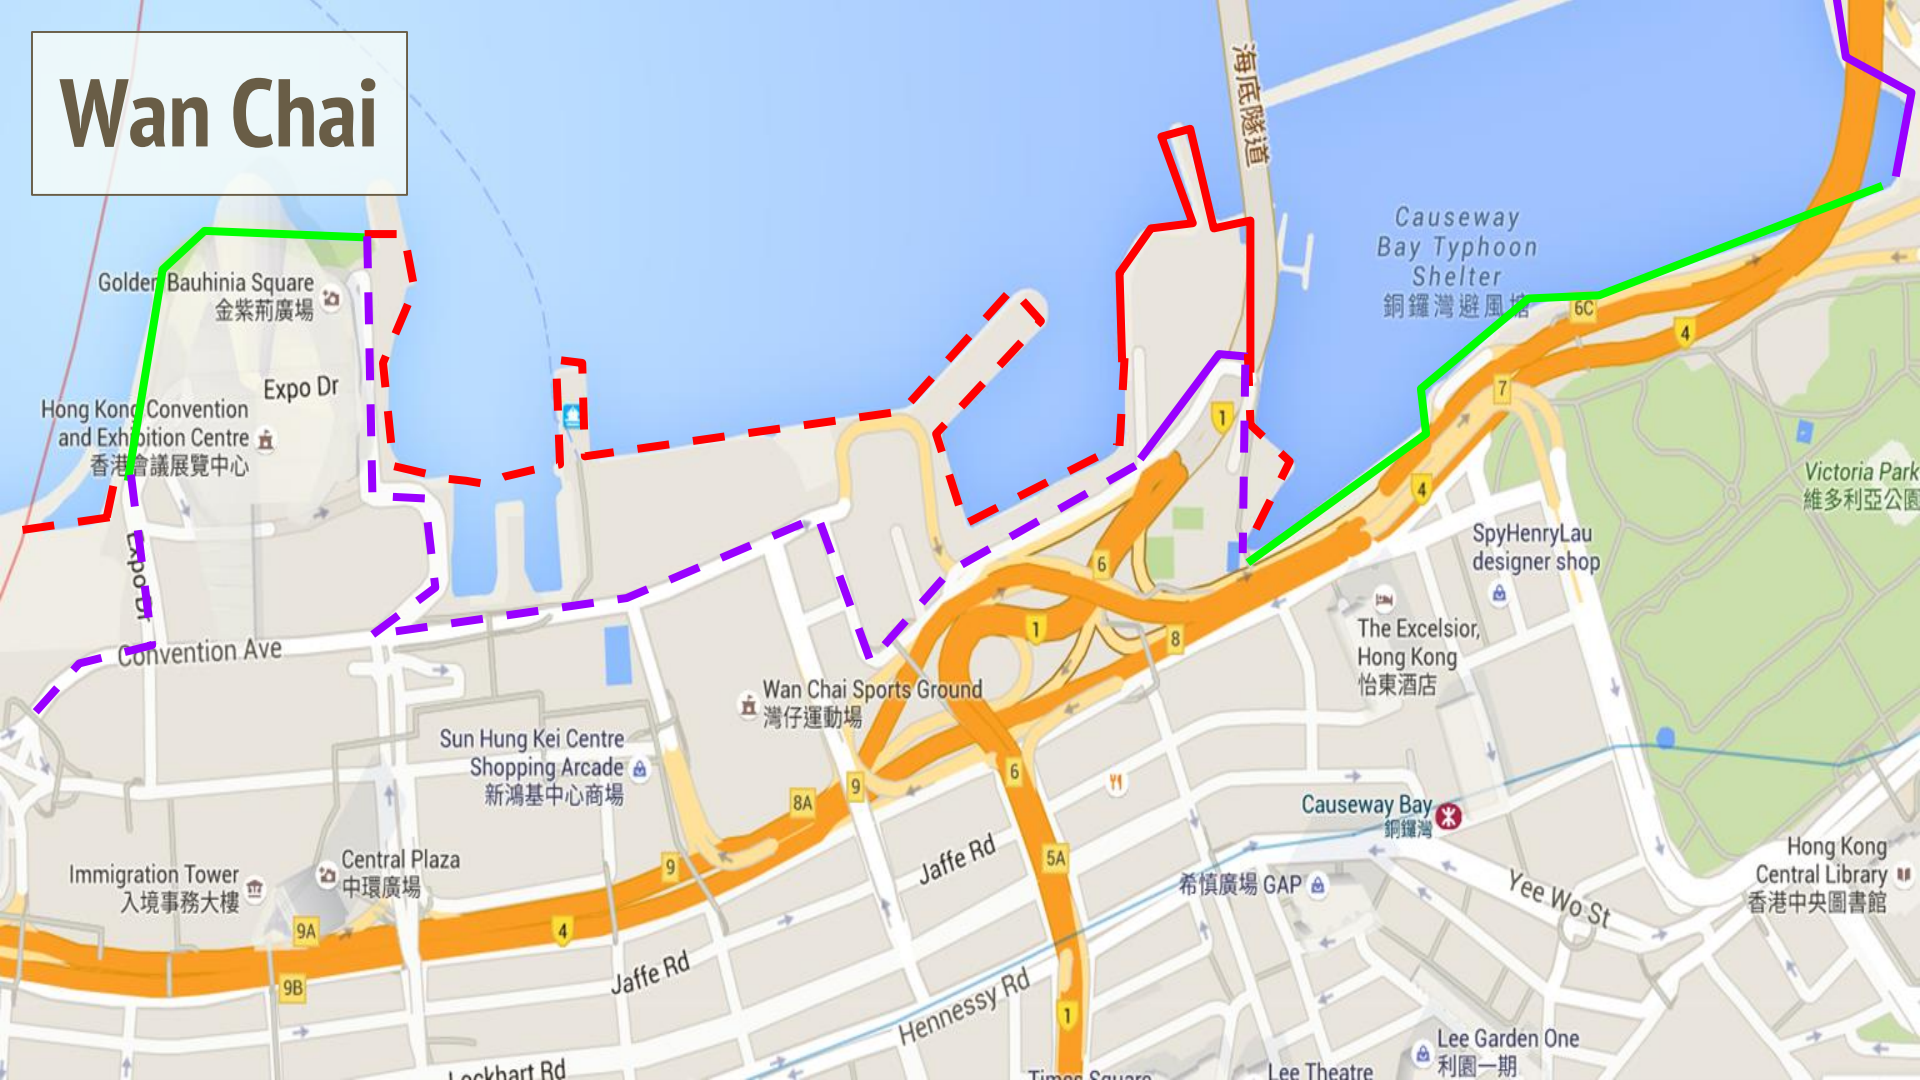 Wan Chai
海底隧道
Causeway
Bay Typhoon
Shelter
銅鑼灣避風塘
Golden Bauhinia Square
金紫荊廣場
Expo Dr
Hong Kong Convention
and Exhibition Centre
香港會議展覽中心
6C
4
7
1
4
Victoria Park
維多利亞公園
Expo Dr
6
SpyHenryLau
designer shop
Convention Ave
1
8
The Excelsior,
Hong Kong
怡東酒店
Wan Chai Sports Ground
灣仔運動場
Sun Hung Kei Centre
Shopping Arcade
新鴻基中心商場
8A
9
6
Causeway Bay
銅鑼灣
Immigration Tower
入境事務大樓
Central Plaza
中環廣場
9
Jaffe Rd
5A
希慎廣場 GAP
Yee Wo St
Hong Kong
Central Library
香港中央圖書館
9A
4
9B
Jaffe Rd
Hennessy Rd
1
Lockhart Rd
Times Square
Lee Theatre
Lee Garden One
利園一期